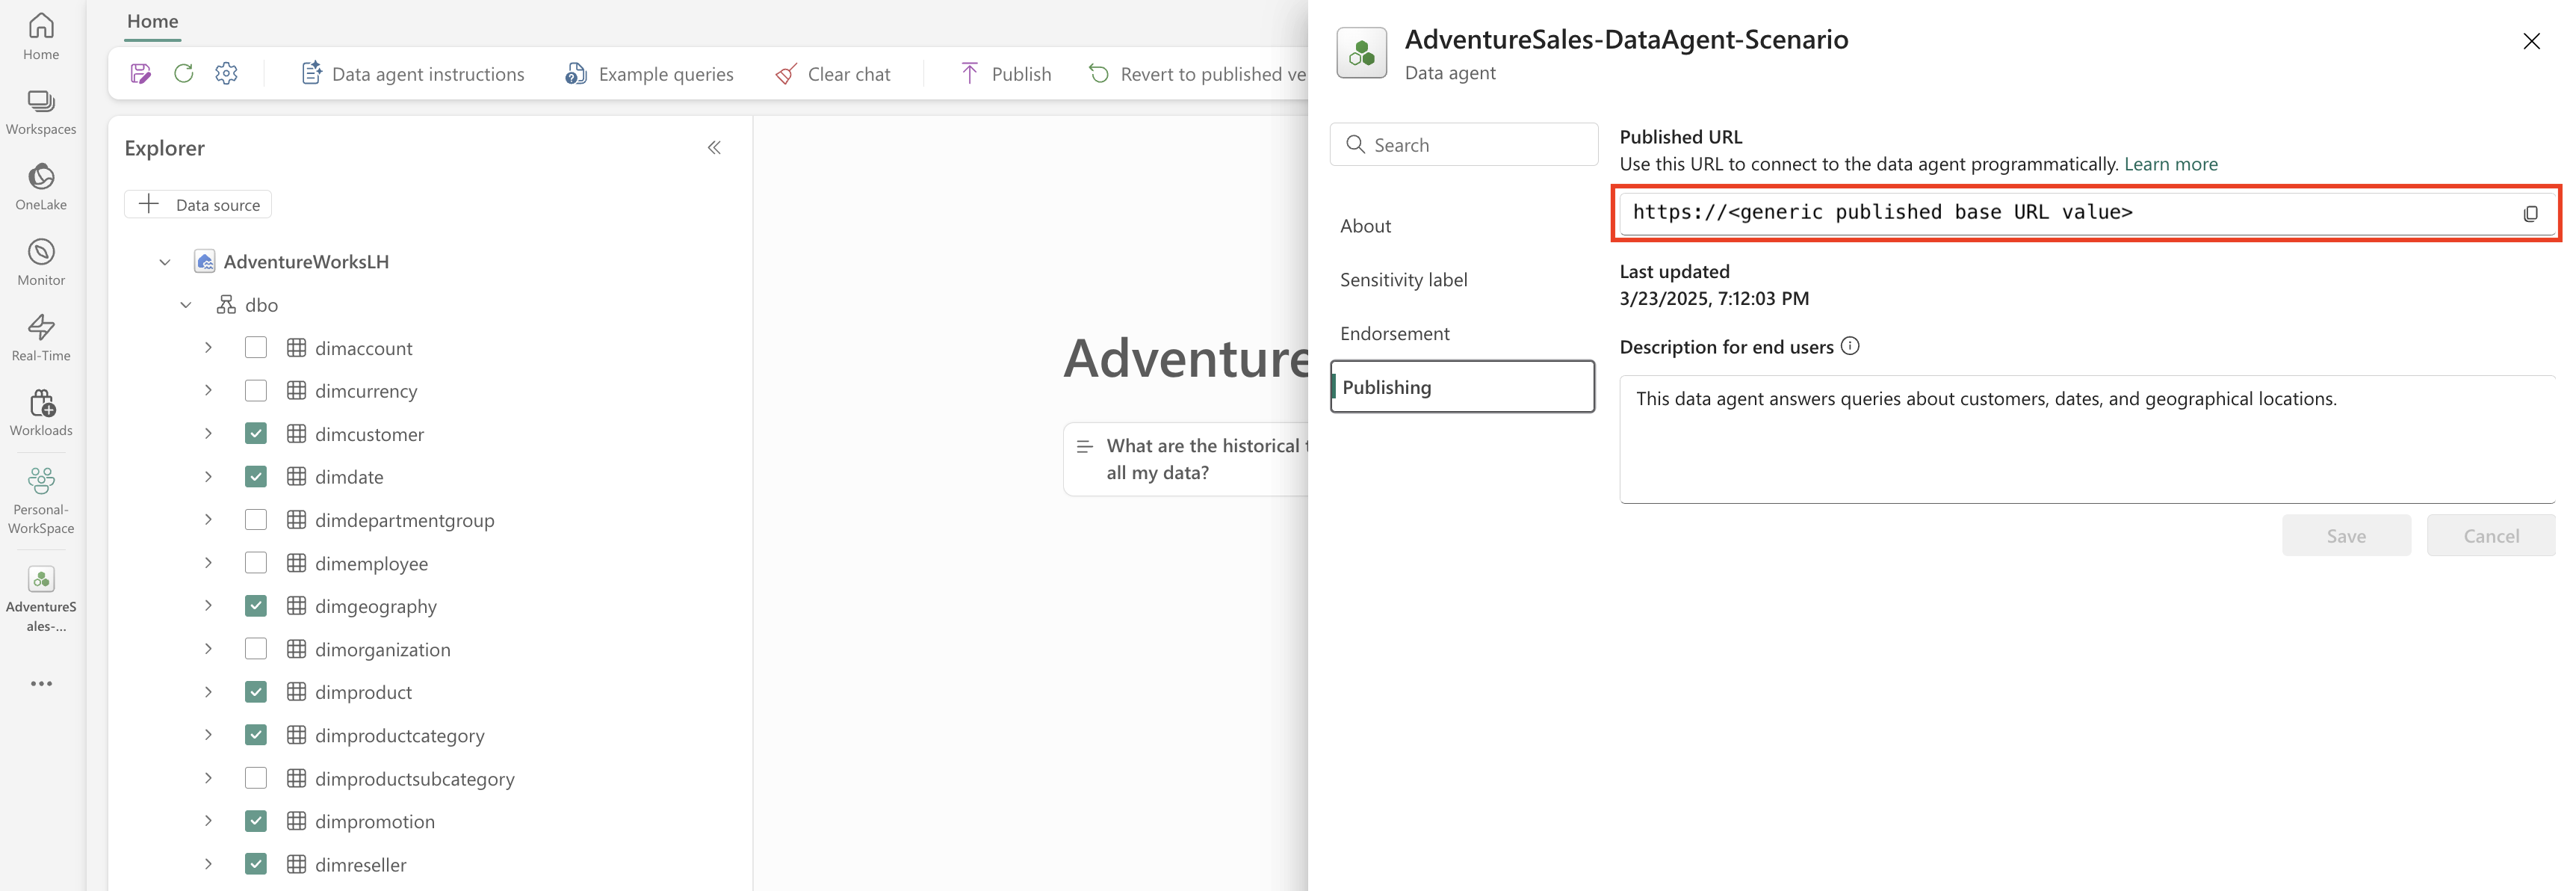 Home
Workspaces
OneLake
Monitor
Real-Time
Workloads
Personal-
WorkSpace
AdventureS
ales-...
Home
Data agent instructions
Example queries
Clear chat
Publish
Revert to published ve
Explorer
Data source
AdventureWorksLH
dbo
dimaccount
dimcurrency
dimcustomer
dimdate
dimdepartmentgroup
dimemployee
dimgeography
dimorganization
dimproduct
dimproductcategory
dimproductsubcategory
dimpromotion
dimreseller
Adventure
What are the historical t
all my data?
AdventureSales-DataAgent-Scenario
Data agent
Search
About
Sensitivity label
Endorsement
Publishing
Published URL
Use this URL to connect to the data agent programmatically. Learn more
https://<generic published base URL value>
Last updated
3/23/2025, 7:12:03 PM
Description for end users
This data agent answers queries about customers, dates, and geographical locations.
Save
Cancel